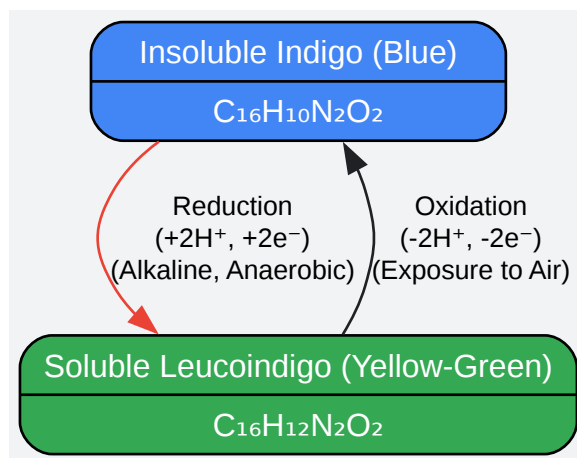 Insoluble Indigo (Blue)
C₁₆H₁₀N₂O₂
Reduction
(+2H⁺, +2e⁻)
(Alkaline, Anaerobic)
Oxidation
(-2H⁺, -2e⁻)
(Exposure to Air)
Soluble Leucoindigo (Yellow-Green)
C₁₆H₁₂N₂O₂